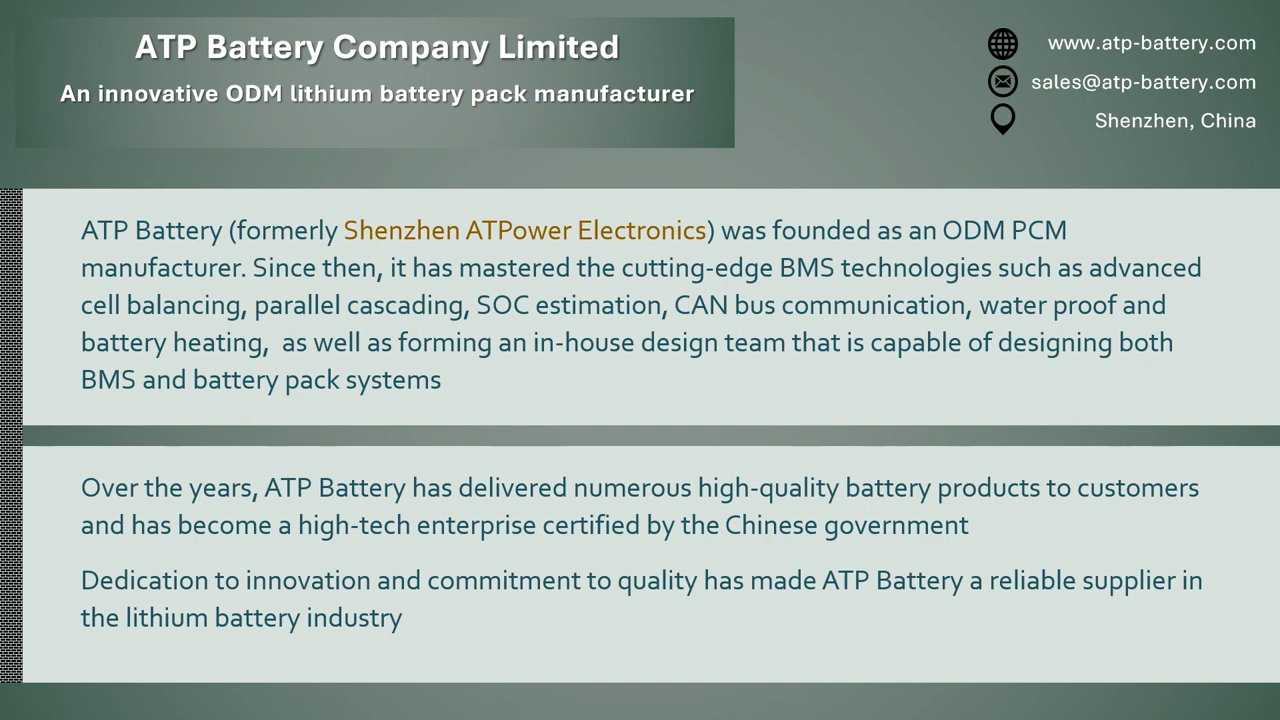 ATP Battery Company Limited
An innovative ODM lithium battery pack manufacturer
www.atp-battery.com
sales@atp-battery.com
Shenzhen, China
ATP Battery (formerly Shenzhen ATPower Electronics) was founded as an ODM PCM
manufacturer. Since then, it has mastered the cutting-edge BMS technologies such as advanced
cell balancing, parallel cascading, SOC estimation, CAN bus communication, water proof and
battery heating,  as well as forming an in-house design team that is capable of designing both
BMS and battery pack systems
Over the years, ATP Battery has delivered numerous high-quality battery products to customers
and has become a high-tech enterprise certified by the Chinese government
Dedication to innovation and commitment to quality has made ATP Battery a reliable supplier in
the lithium battery industry